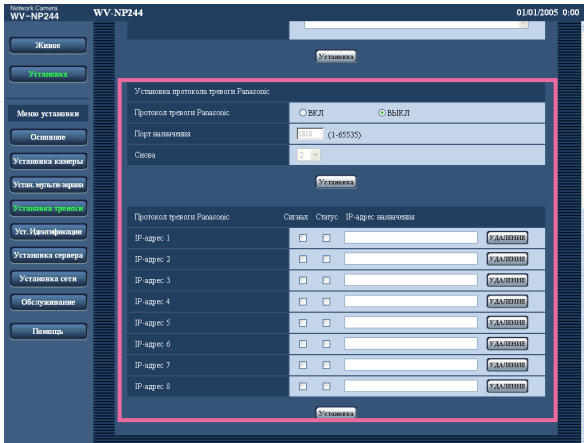 Network Camera
WV-NP244
WV-NP244
01/01/2005 0:00
Живое
Установка
Меню установки
Основное
Установка камеры
Устан. мульти-экрана
Установка тревоги
Уст. Идентификации
Установка сервера
Установка сети
Обслуживание
Помощь
Установка
Установка протокола тревоги Panasonic
Протокол тревоги Panasonic ВКЛ ВЫКЛ
Порт назначения 1818 (1-65535)
Снова 2
Установка
Протокол тревоги Panasonic Сигнал Статус IP-адрес назначения
IP-адрес 1 УДАЛЕНИЕ
IP-адрес 2 УДАЛЕНИЕ
IP-адрес 3 УДАЛЕНИЕ
IP-адрес 4 УДАЛЕНИЕ
IP-адрес 5 УДАЛЕНИЕ
IP-адрес 6 УДАЛЕНИЕ
IP-адрес 7 УДАЛЕНИЕ
IP-адрес 8 УДАЛЕНИЕ
Установка